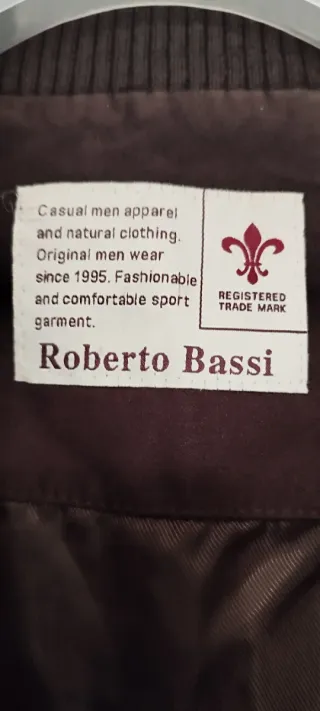 Casual men apparel
and natural clothing.
Original men wear
since 1995. Fashionable
and comfortable sport
garment.
REGISTERED
TRADE MARK
Roberto Bassi